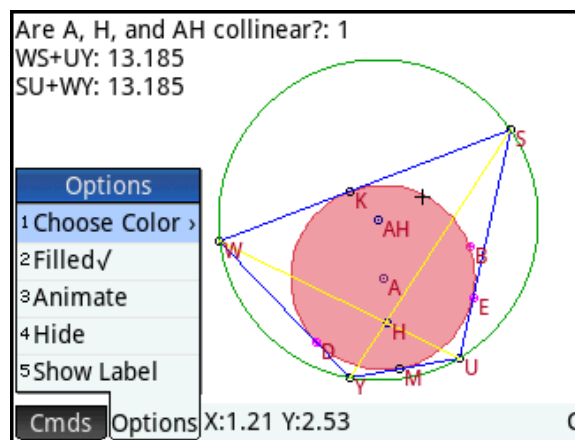 Are A, H, and AH collinear?: 1
WS+UY: 13.185
SU+WY: 13.185
S
K
AH
W
B
A
E
H
D
U
M
Y
Options
1 Choose Color ›
2 Filled√
3 Animate
4 Hide
5 Show Label
Cmds Options X:1.21 Y:2.53 C